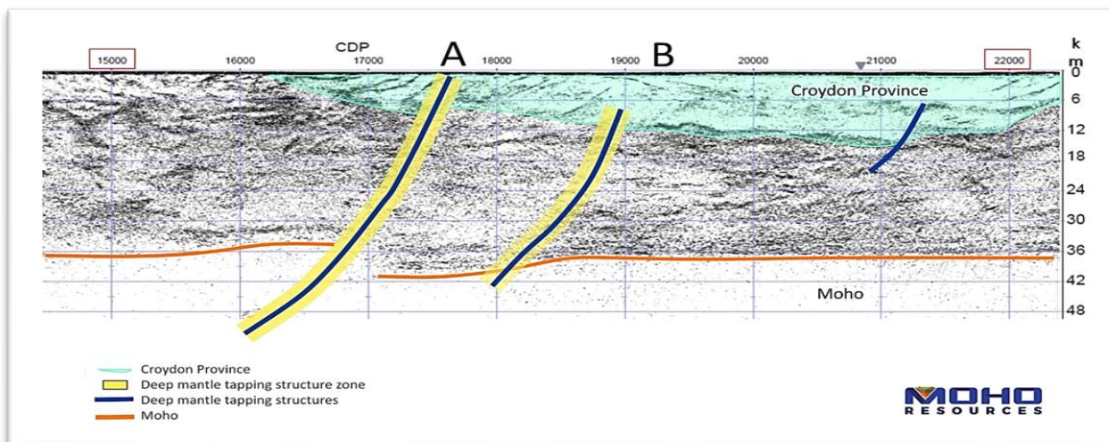 CDP A B k
15000 16000 17000 18000 19000 20000 21000 22000 m
0
Croydon Province
6
12
18
24
30
36
42
Moho
48
Croydon Province
Deep mantle tapping structure zone
Deep mantle tapping structures
Moho
MOHO
RESOURCES